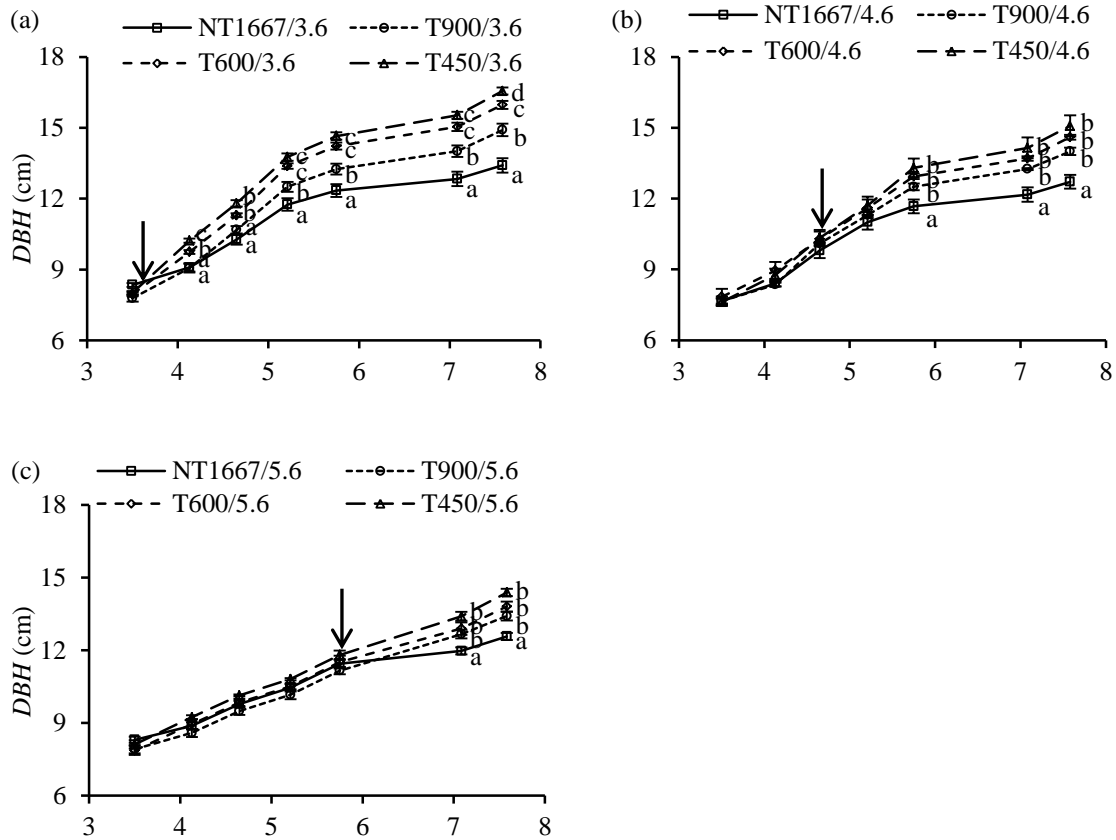 (a)
NT1667/3.6 T900/3.6
T600/3.6 T450/3.6
18
15
12
9
6
DBH (cm)
3 4 5 6 7 8
a a a a a a
a a b b b b
b b c c c c
b b c c c d
(b)
NT1667/4.6 T900/4.6
T600/4.6 T450/4.6
18
15
12
9
6
3 4 5 6 7 8
a a a
b b b
b b b
b b b
(c)
NT1667/5.6 T900/5.6
T600/5.6 T450/5.6
18
15
12
9
6
DBH (cm)
3 4 5 6 7 8
a a
b b
b b
b b